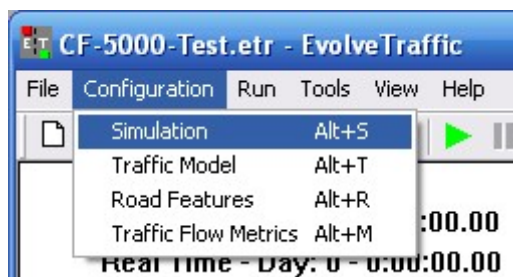 CF-5000-Test.etr - EvolveTraffic
File Configuration Run Tools View Help
Simulation Alt+S
Traffic Model Alt+T
Road Features Alt+R
:00.00
Traffic Flow Metrics Alt+M
Real Time - Day: 0 - 0:00:00.00